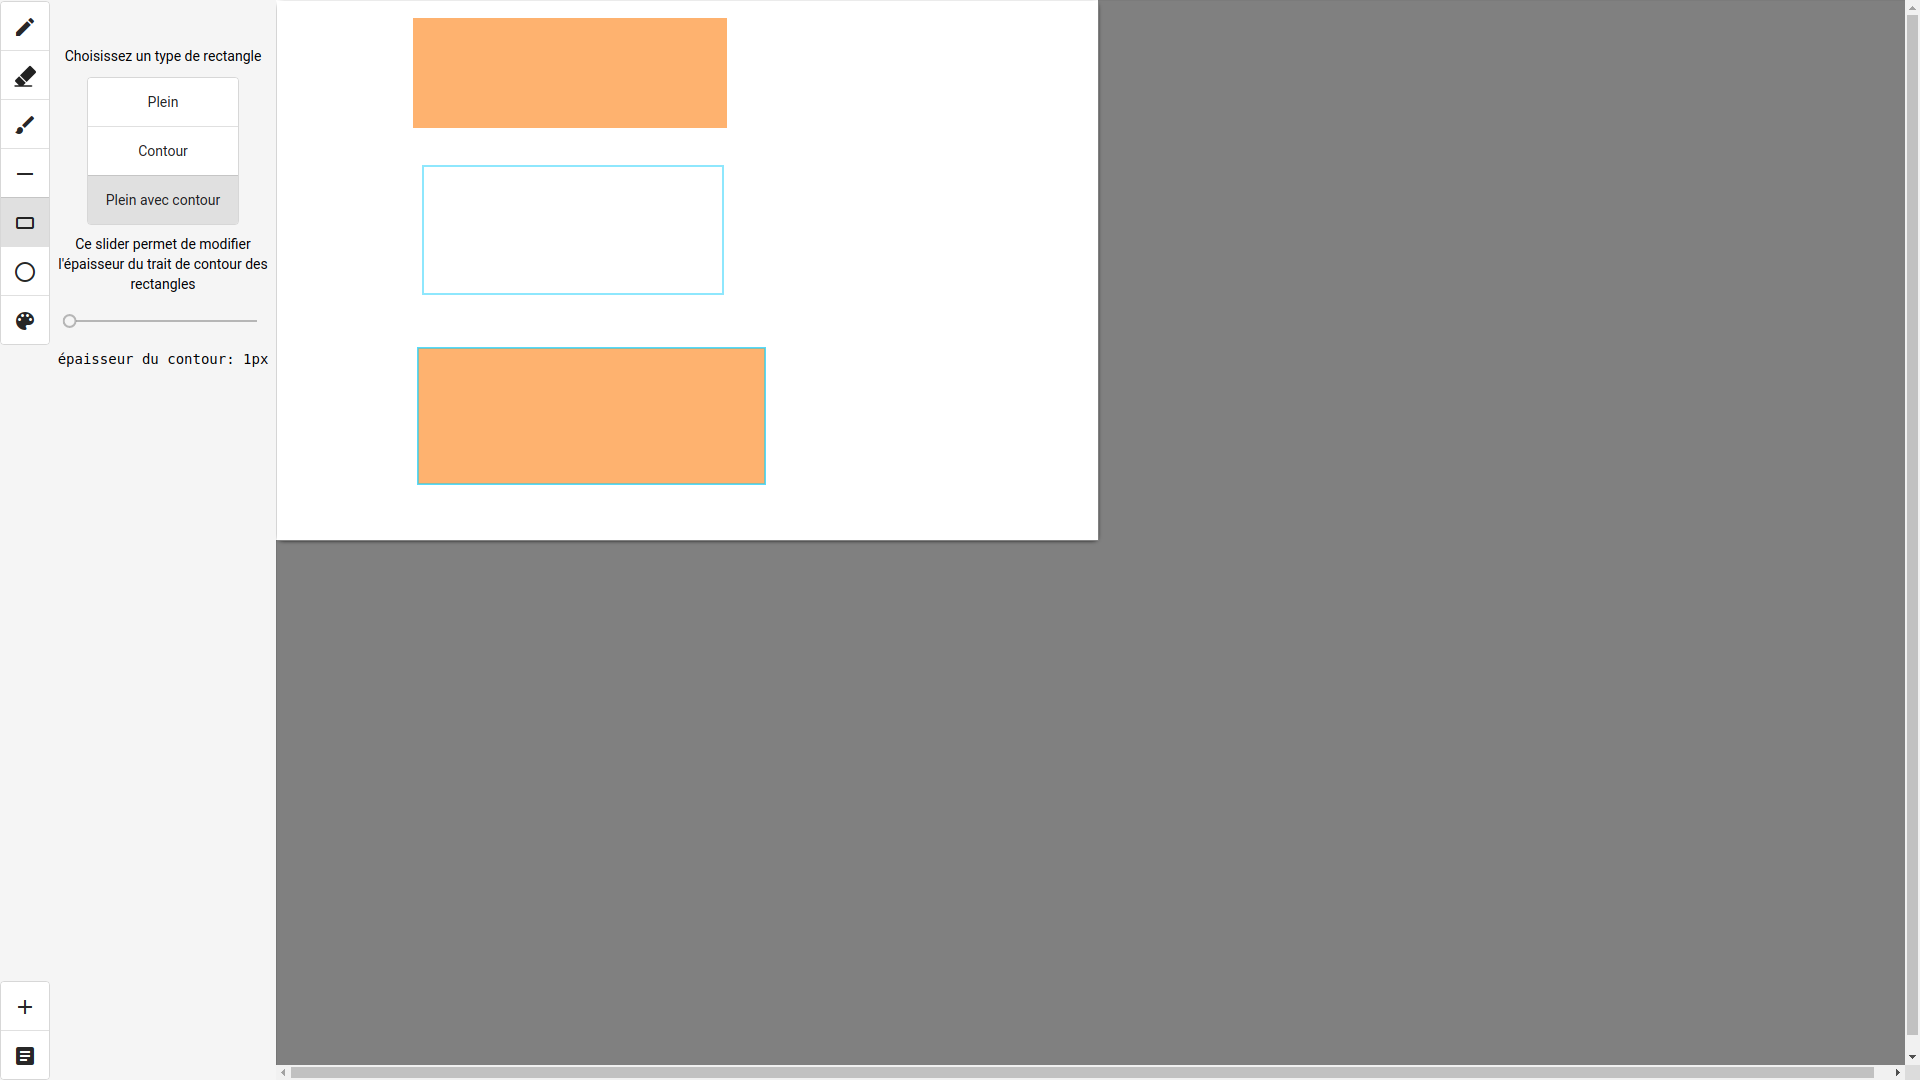 Choisissez un type de rectangle
Plein
Contour
Plein avec contour
Ce slider permet de modifier
l'épaisseur du trait de contour des
rectangles
épaisseur du contour: 1px